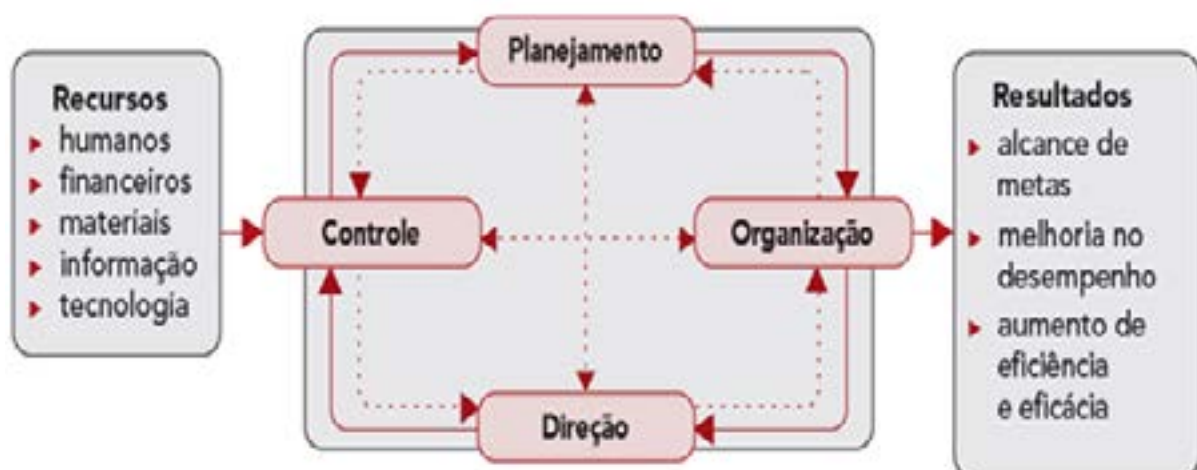 Recursos
humanos
financeiros
materiais
informação
tecnologia
Planejamento
Controle
Organização
Direção
Resultados
alcance de
metas
melhoria no
desempenho
aumento de
eficiência
e eficácia